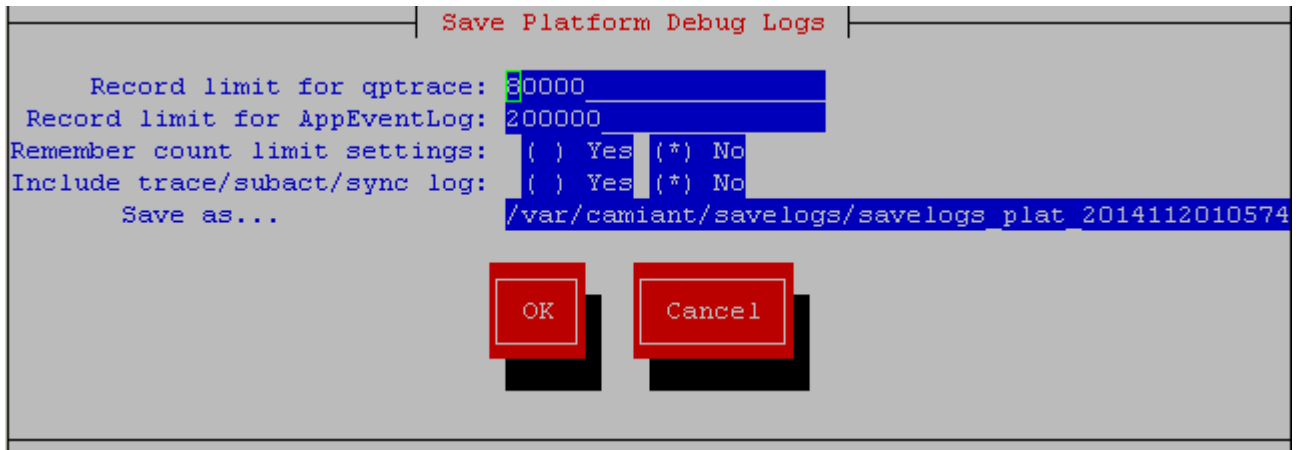 Save Platform Debug Logs
Record limit for qptrace: 80000
Record limit for AppEventLog: 200000
Remember count limit settings: ( ) Yes (*) No
Include trace/subact/sync log: ( ) Yes (*) No
Save as... /var/camiant/savelogs/savelogs_plat_2014112010574
OK Cancel